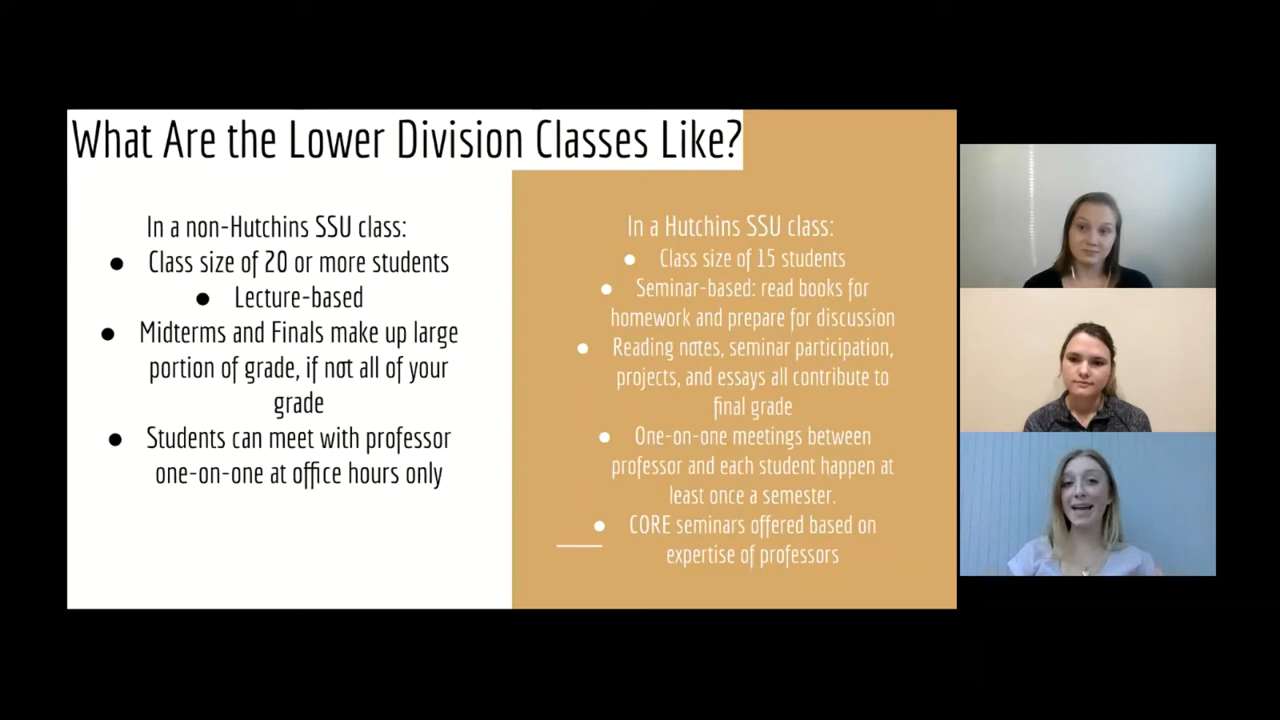 What Are the Lower Division Classes Like?
In a non-Hutchins SSU class:
● Class size of 20 or more students
● Lecture-based
● Midterms and Finals make up large
portion of grade, if not all of your
grade
● Students can meet with professor
one-on-one at office hours only
In a Hutchins SSU class:
● Class size of 15 students
● Seminar-based: read books for
homework and prepare for discussion
● Reading notes, seminar participation,
projects, and essays all contribute to
final grade
● One-on-one meetings between
professor and each student happen at
least once a semester.
● CORE seminars offered based on
expertise of professors